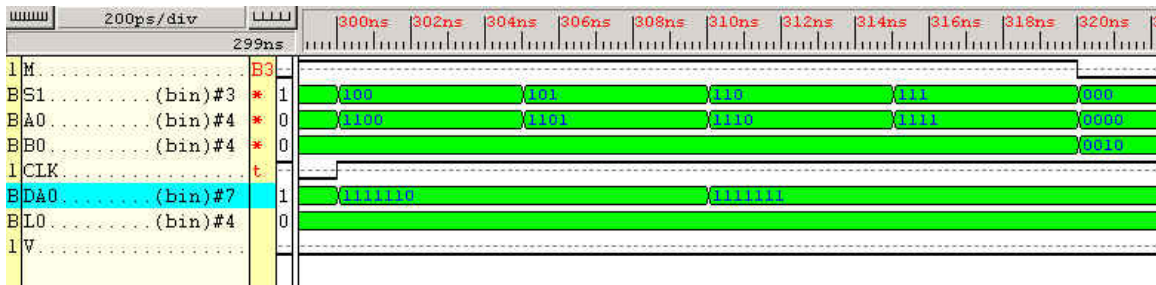 200ps/div 300ns 302ns 304ns 306ns 308ns 310ns 312ns 314ns 316ns 318ns 320ns
299ns
1 M.................. B3
B S1.........(bin)#3 * 1 100 101 110 111 000
B A0.........(bin)#4 * 0 1100 1101 1110 1111 0000
B B0.........(bin)#4 * 0 0010
1 CLK................ t
B DA0........(bin)#7 1 1111110 1111111
B L0.........(bin)#4 0
1 V..................